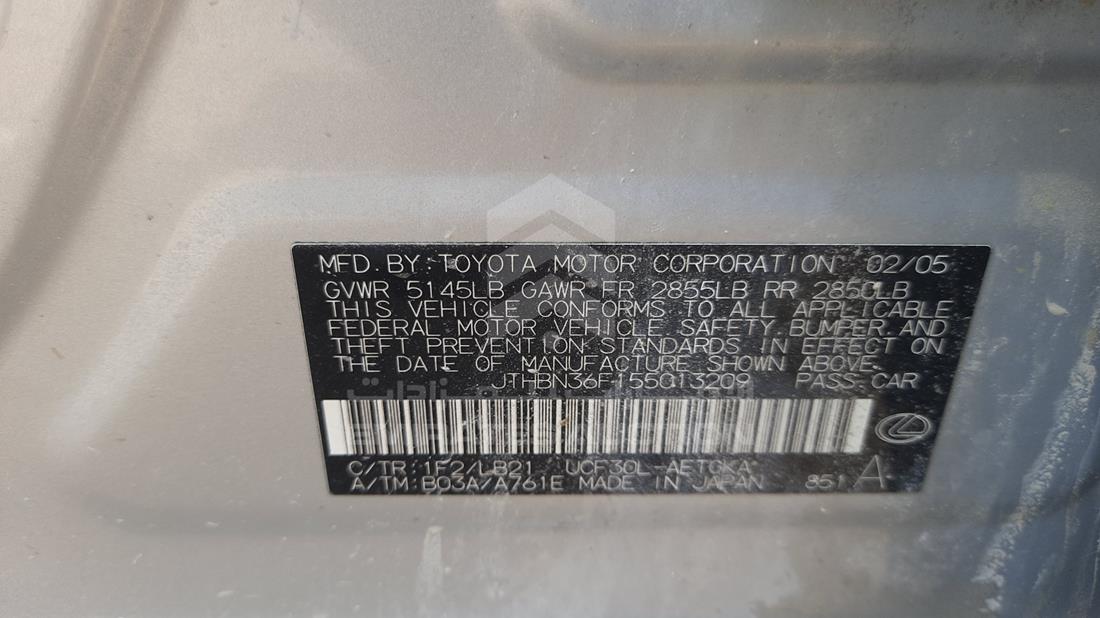 MFD. BY: TOYOTA MOTOR CORPORATION 02/05
GVWR 5145LB GAWR FR 2855LB RR 2850LB
THIS VEHICLE CONFORMS TO ALL APPLICABLE
FEDERAL MOTOR VEHICLE SAFETY BUMPER AND
THEFT PREVENTION STANDARDS IN EFFECT ON
THE DATE OF MANUFACTURE SHOWN ABOVE.
JTHBN36F155013209 PASS CAR
C/TR: 1F2/LB21 UCF30L-AETGKA
A/TM: B03A/A761E MADE IN JAPAN 851 A